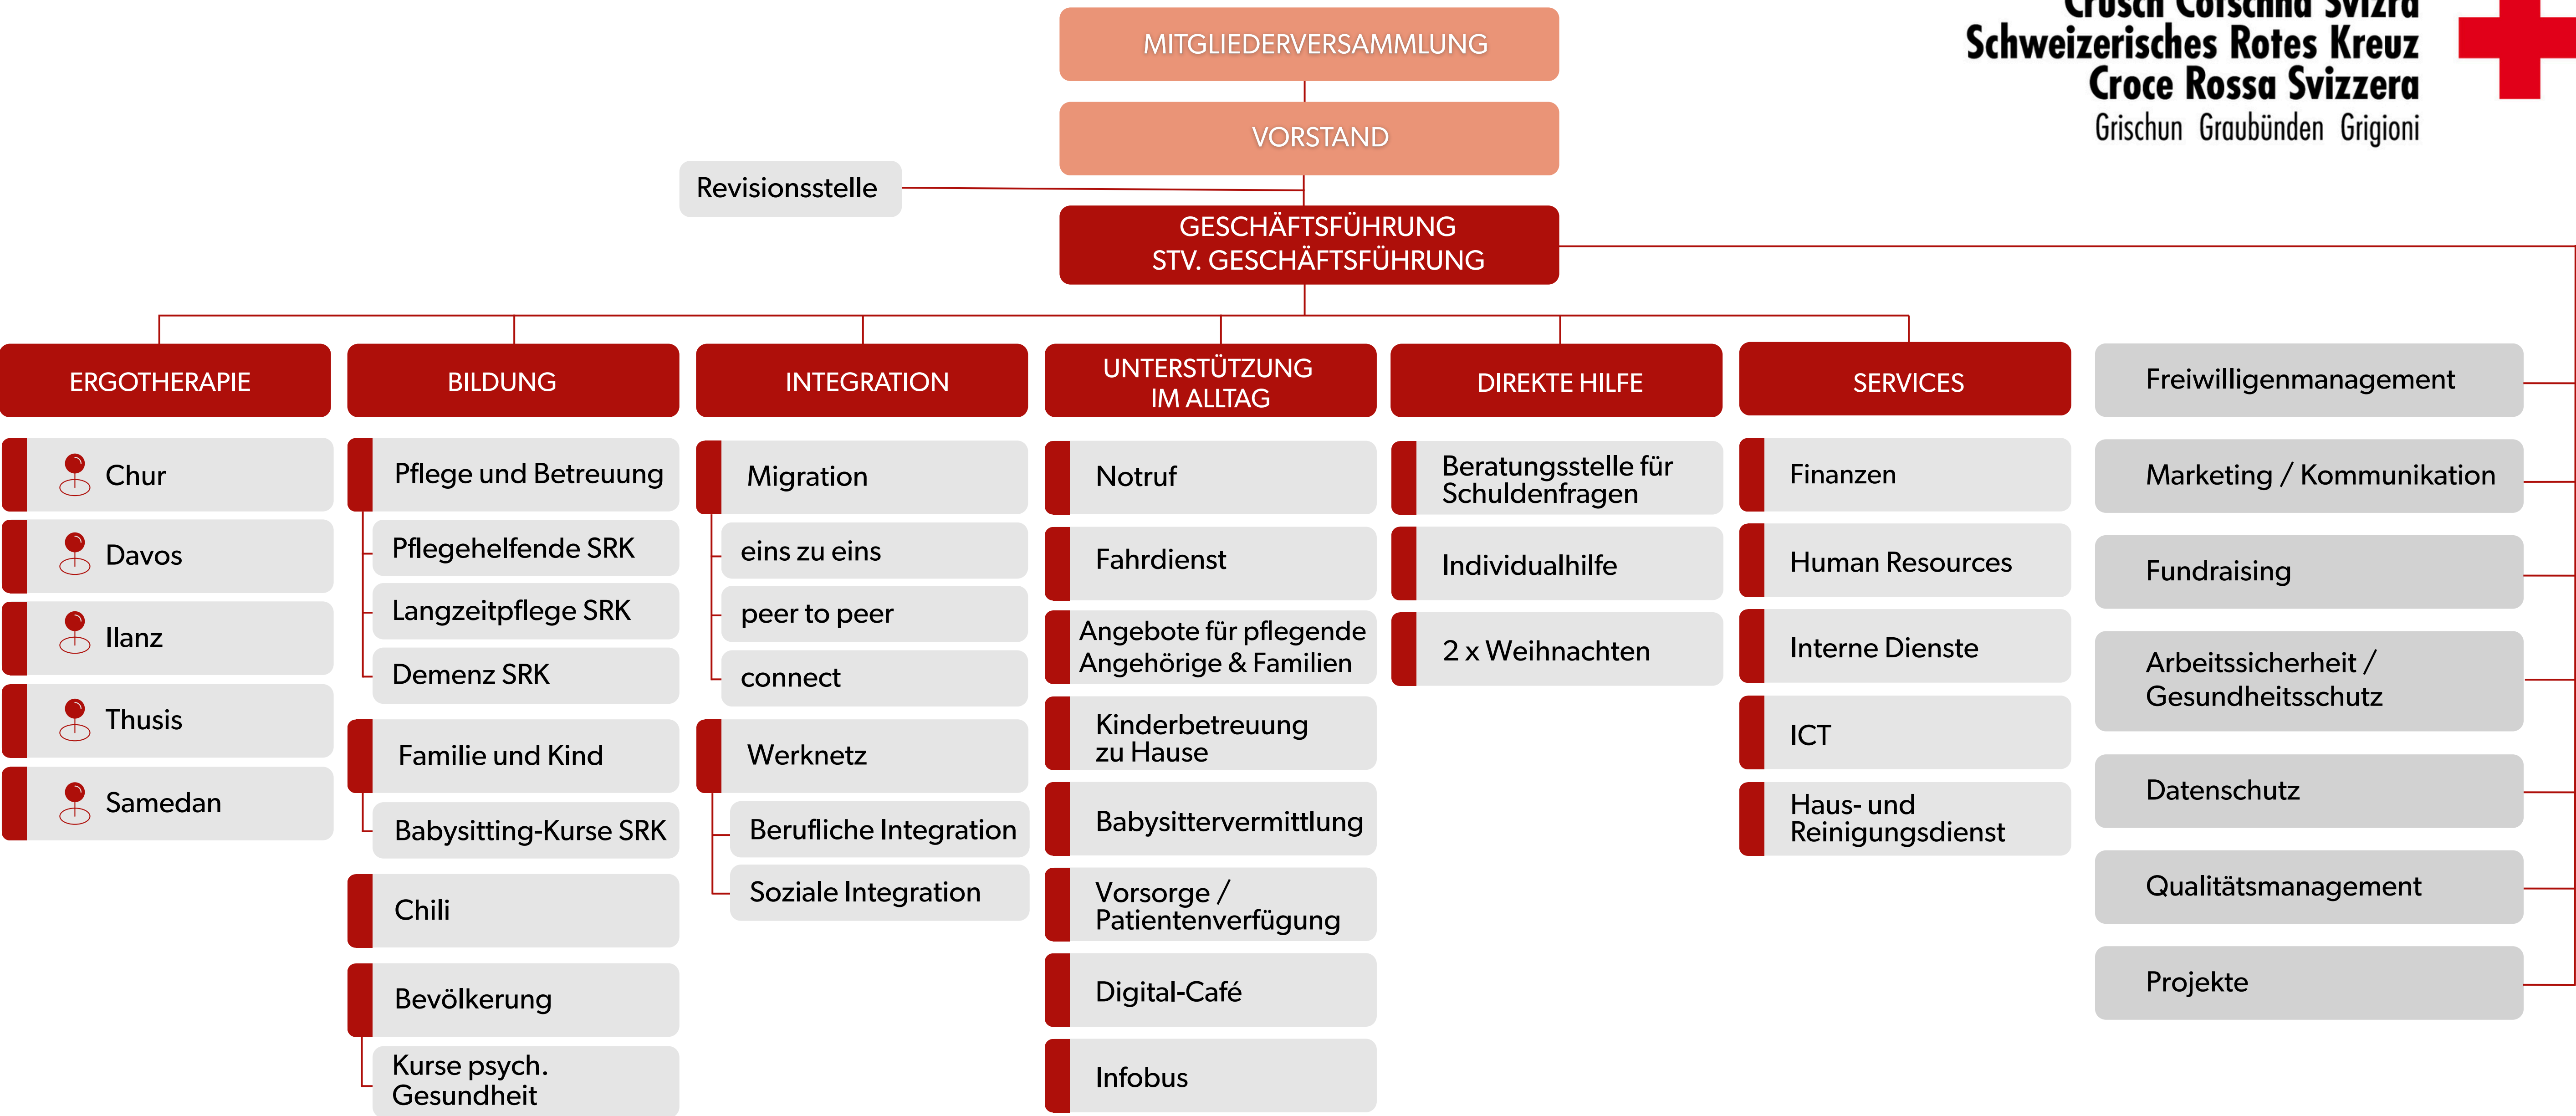 Crusch Cotschna Svizra
Schweizerisches Rotes Kreuz
Croce Rossa Svizzera
Grischun Graubünden Grigioni
MITGLIEDERVERSAMMLUNG
VORSTAND
Revisionsstelle
GESCHÄFTSFÜHRUNG
STV. GESCHÄFTSFÜHRUNG
ERGOTHERAPIE
Chur
Davos
Ilanz
Thusis
Samedan
BILDUNG
Pflege und Betreuung
Pflegehelfende SRK
Langzeitpflege SRK
Demenz SRK
Familie und Kind
Babysitting-Kurse SRK
Chili
Bevölkerung
Kurse psych.
Gesundheit
INTEGRATION
Migration
eins zu eins
peer to peer
connect
Werknetz
Berufliche Integration
Soziale Integration
UNTERSTÜTZUNG
IM ALLTAG
Notruf
Fahrdienst
Angebote für pflegende
Angehörige & Familien
Kinderbetreuung
zu Hause
Babysittervermittlung
Vorsorge /
Patientenverfügung
Digital-Café
Infobus
DIREKTE HILFE
Beratungsstelle für
Schuldenfragen
Individualhilfe
2 x Weihnachten
SERVICES
Finanzen
Human Resources
Interne Dienste
ICT
Haus- und
Reinigungsdienst
Freiwilligenmanagement
Marketing / Kommunikation
Fundraising
Arbeitssicherheit /
Gesundheitsschutz
Datenschutz
Qualitätsmanagement
Projekte